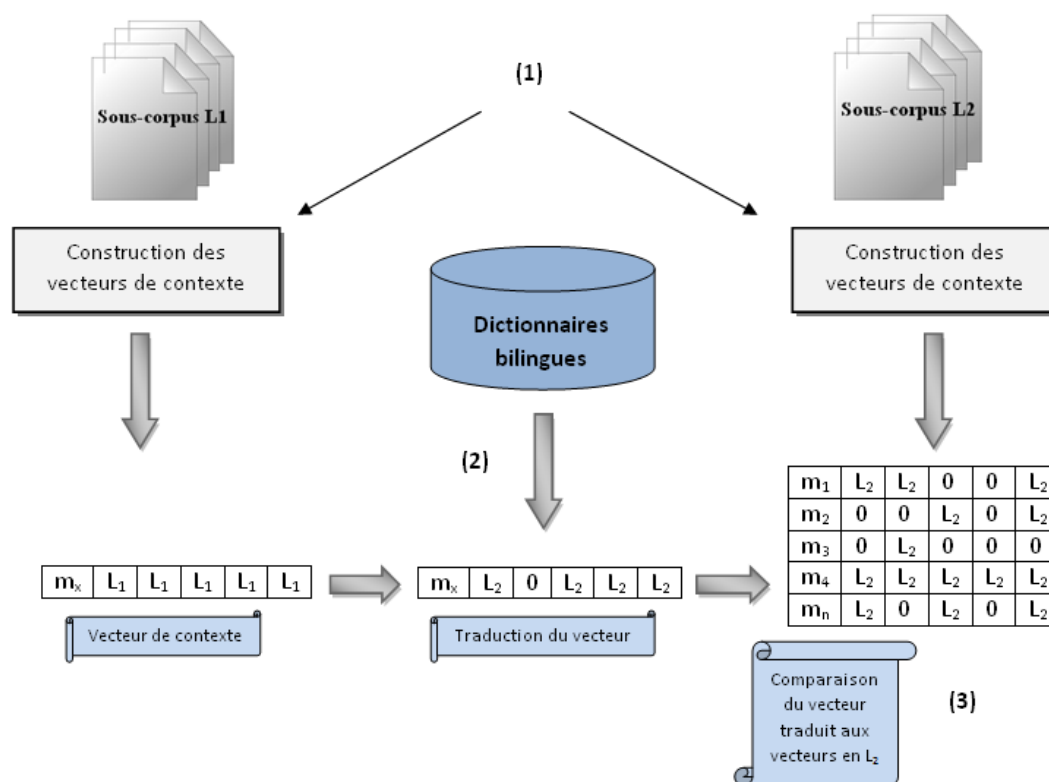 (1)
Sous-corpus L1
Sous-corpus L2
Construction des
vecteurs de contexte
Construction des
vecteurs de contexte
Dictionnaires
bilingues
(2)
m₁ L₂ L₂ 0 0 L₂
m₂ 0 0 L₂ 0 L₂
m₃ 0 L₂ 0 0 0
m₄ L₂ L₂ L₂ L₂ L₂
mₙ L₂ 0 L₂ 0 L₂
mₓ L₁ L₁ L₁ L₁ L₁
mₓ L₂ 0 L₂ L₂ L₂
Vecteur de contexte
Traduction du vecteur
Comparaison
du vecteur
traduit aux
vecteurs en L₂
(3)